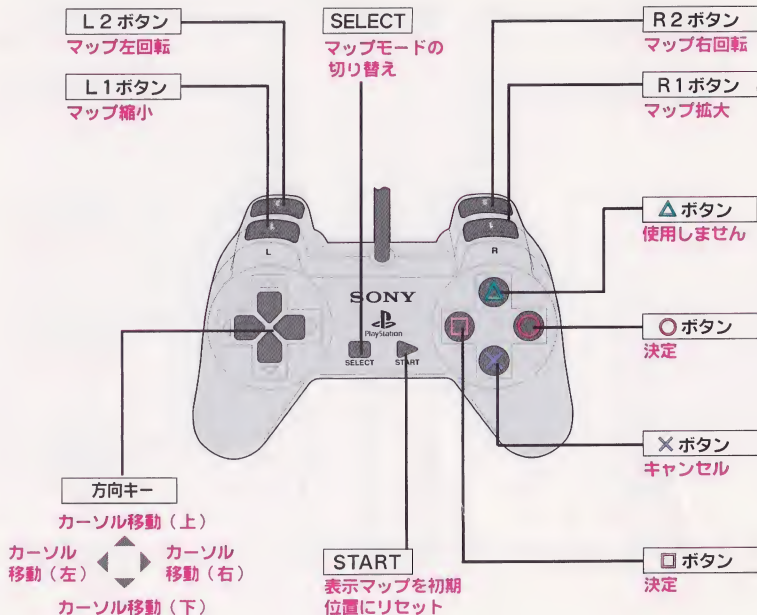 L2ボタン
マップ左回転
L1ボタン
マップ縮小
SELECT
マップモードの
切り替え
R2ボタン
マップ右回転
R1ボタン
マップ拡大
2
1
L
2
1
R
△ボタン
使用しません
SONY
PlayStation
SELECT
START
○ボタン
決定
×ボタン
キャンセル
方向キー
カーソル移動(上)
カーソル
移動(左)
カーソル
移動(右)
カーソル移動(下)
START
表示マップを初期
位置にリセット
□ボタン
決定